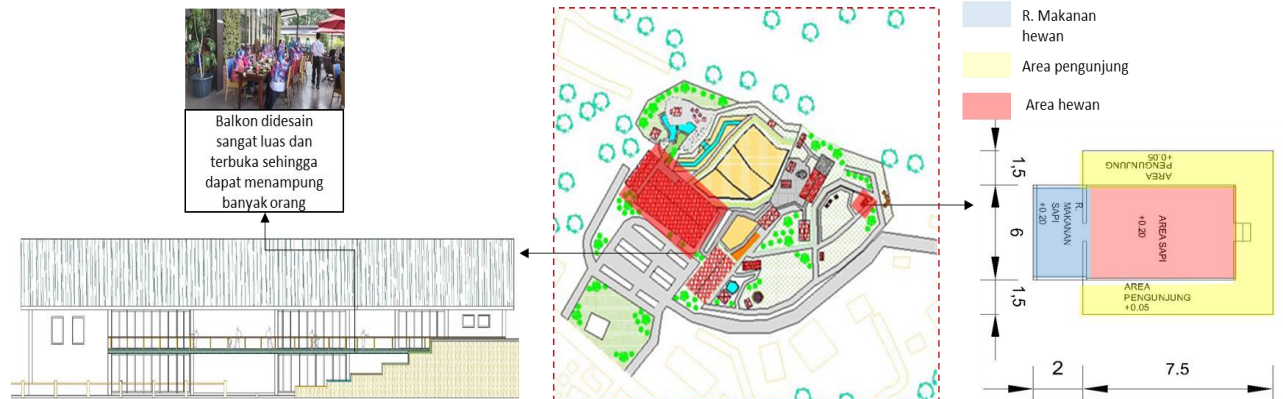 Balkon didesain
sangat luas dan
terbuka sehingga
dapat menampung
banyak orang
R. Makanan
hewan
Area pengunjung
Area hewan
1,5
6
1,5
AREA
PENGUNJUNG
+0.05
R.
MAKANAN
SAPI
+0.20
AREA SAPI
+0.20
AREA
PENGUNJUNG
+0.05
2
7.5